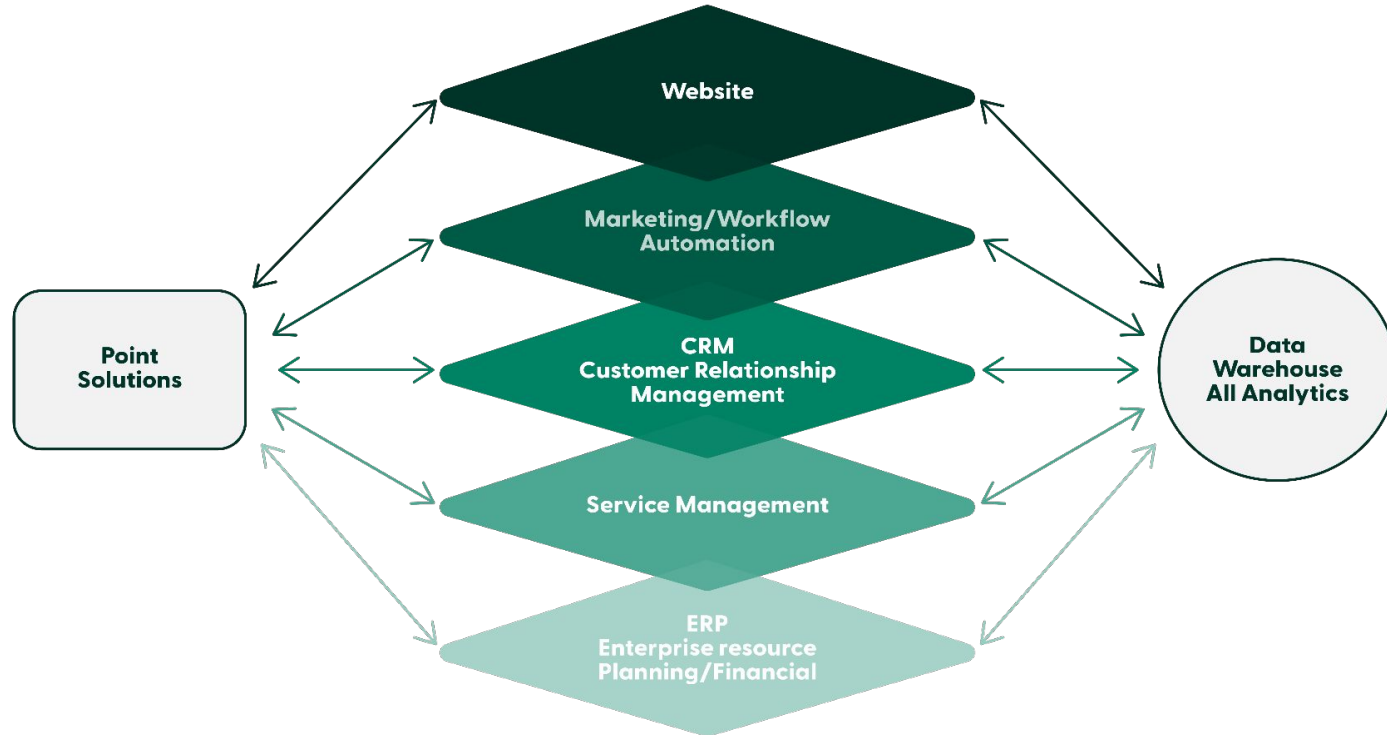 Website
Marketing/Workflow
Automation
Point
Solutions
CRM
Customer Relationship
Management
Data
Warehouse
All Analytics
Service Management
ERP
Enterprise resource
Planning/Financial